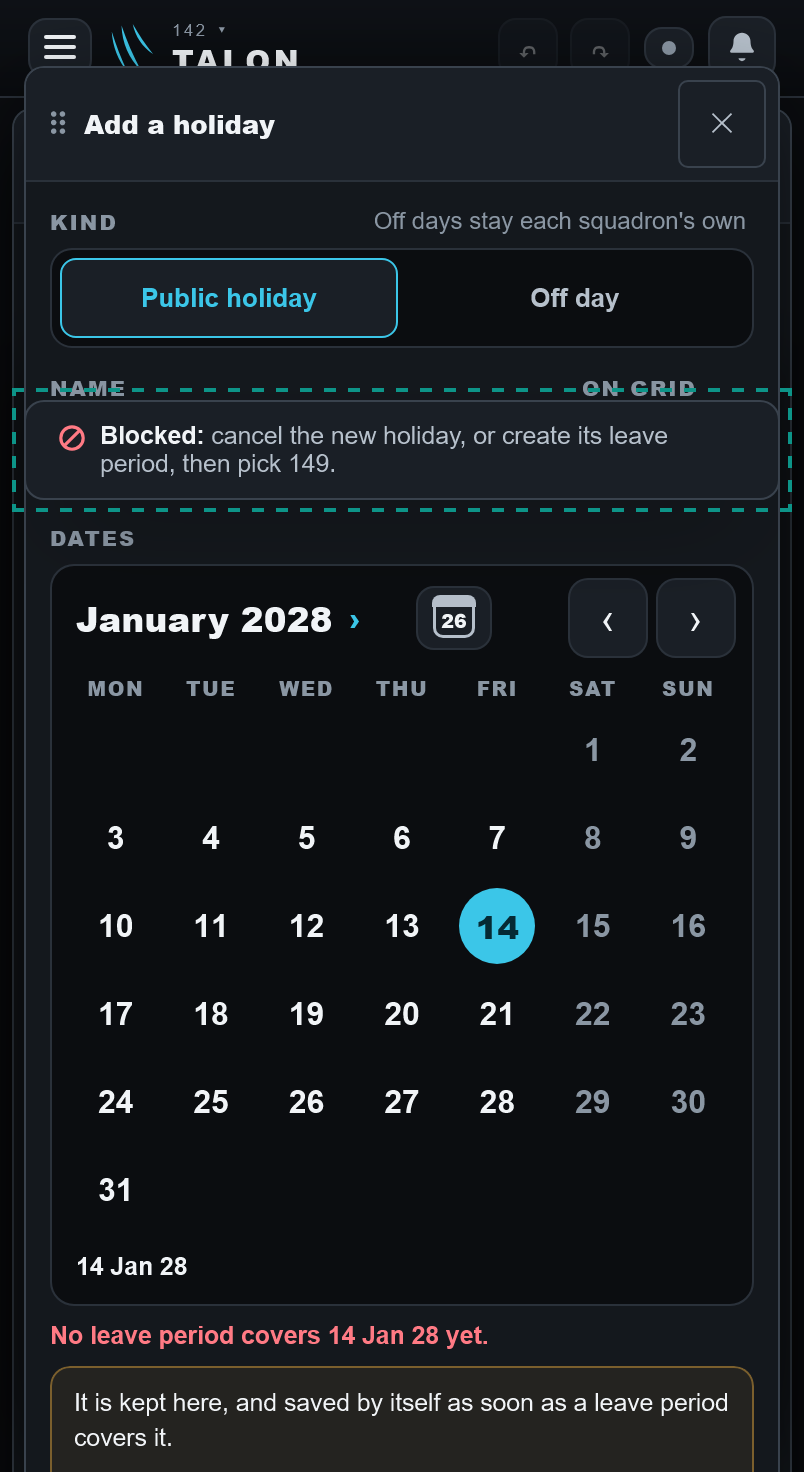 142 ▾
TALON
Add a holiday
KIND
Off days stay each squadron's own
Public holiday
Off day
NAME
ON GRID
Blocked: cancel the new holiday, or create its leave
period, then pick 149.
DATES
January 2028 ›
26
‹ ›
MON TUE WED THU FRI SAT SUN
1 2
3 4 5 6 7 8 9
10 11 12 13 14 15 16
17 18 19 20 21 22 23
24 25 26 27 28 29 30
31
14 Jan 28
No leave period covers 14 Jan 28 yet.
It is kept here, and saved by itself as soon as a leave period
covers it.